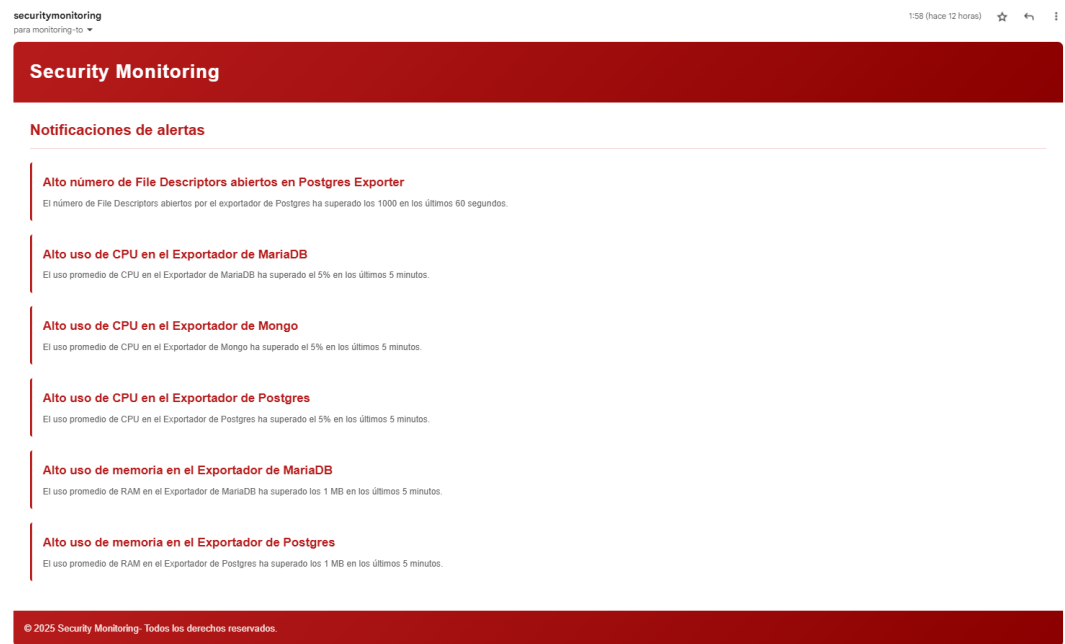 securitymonitoring
1:58 (hace 12 horas)
para monitoring-to
Security Monitoring
Notificaciones de alertas
Alto número de File Descriptors abiertos en Postgres Exporter
El número de File Descriptors abiertos por el exportador de Postgres ha superado los 1000 en los últimos 60 segundos.
Alto uso de CPU en el Exportador de MariaDB
El uso promedio de CPU en el Exportador de MariaDB ha superado el 5% en los últimos 5 minutos.
Alto uso de CPU en el Exportador de Mongo
El uso promedio de CPU en el Exportador de Mongo ha superado el 5% en los últimos 5 minutos.
Alto uso de CPU en el Exportador de Postgres
El uso promedio de CPU en el Exportador de Postgres ha superado el 5% en los últimos 5 minutos.
Alto uso de memoria en el Exportador de MariaDB
El uso promedio de RAM en el Exportador de MariaDB ha superado los 1 MB en los últimos 5 minutos.
Alto uso de memoria en el Exportador de Postgres
El uso promedio de RAM en el Exportador de Postgres ha superado los 1 MB en los últimos 5 minutos.
© 2025 Security Monitoring- Todos los derechos reservados.